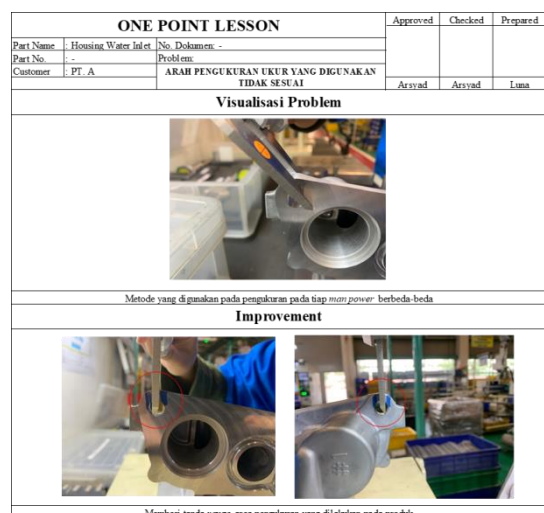 ONE POINT LESSON
Approved Checked Prepared
Part Name : Housing Water Inlet No. Dokumen: -
Part No. : - Problem:
Customer : PT. A ARAH PENGUKURAN UKUR YANG DIGUNAKAN
TIDAK SESUAI
Arsyad Arsyad Luna
Visualisasi Problem
Metode yang digunakan pada pengukuran pada tiap man power berbeda-beda
Improvement